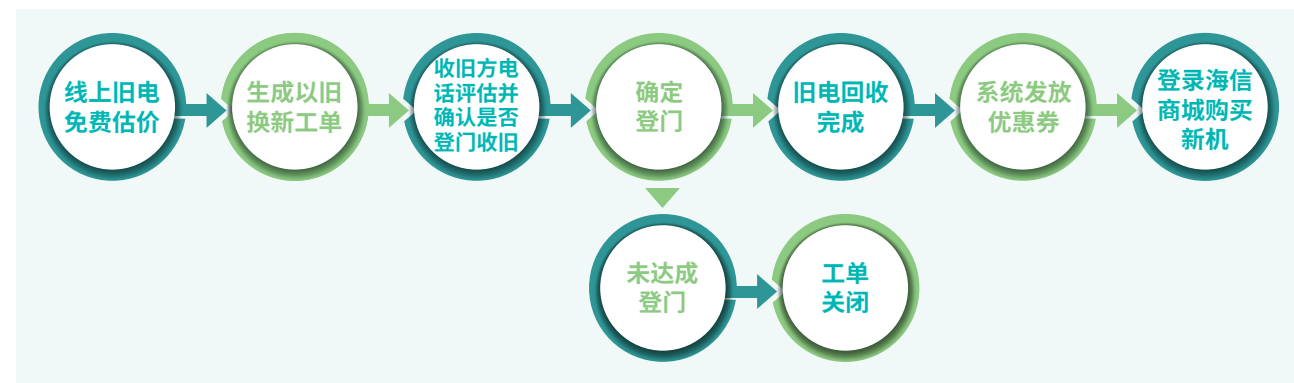 线上旧电
免费估价
生成以旧
换新工单
收旧方电
话评估并
确认是否
登门收旧
确定
登门
旧电回收
完成
系统发放
优惠券
登录海信
商城购买
新机
未达成
登门
工单
关闭